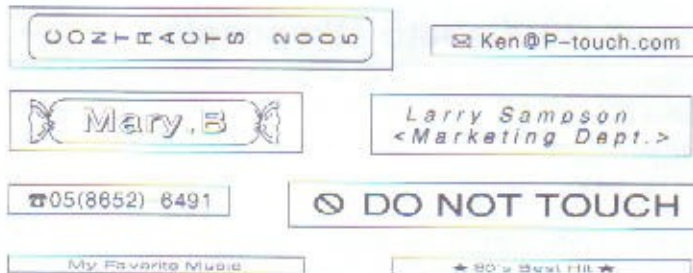 CONTRACTS 2005
✉ Ken@P-touch.com
Mary.B
Larry Sampson
<Marketing Dept.>
☎05(8652) 6491
🚫 DO NOT TOUCH
My Favorite Music
★ 80's Best Hit ★